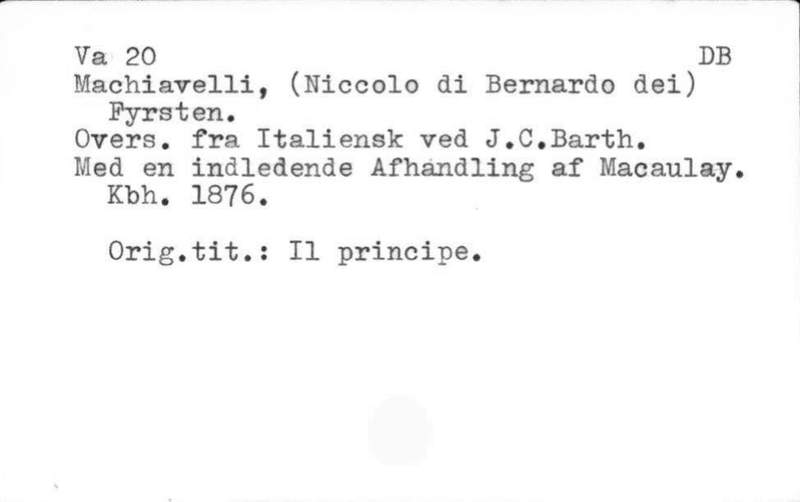 Va 20 DB
Machiavelli, (Niccolo di Bernardo dei)
Fyrsten.
Overs. fra Italiensk ved J.C.Barth.
Med en indledende Afhandling af Macaulay.
Kbh. 1876.
Orig.tit.: Il principe.